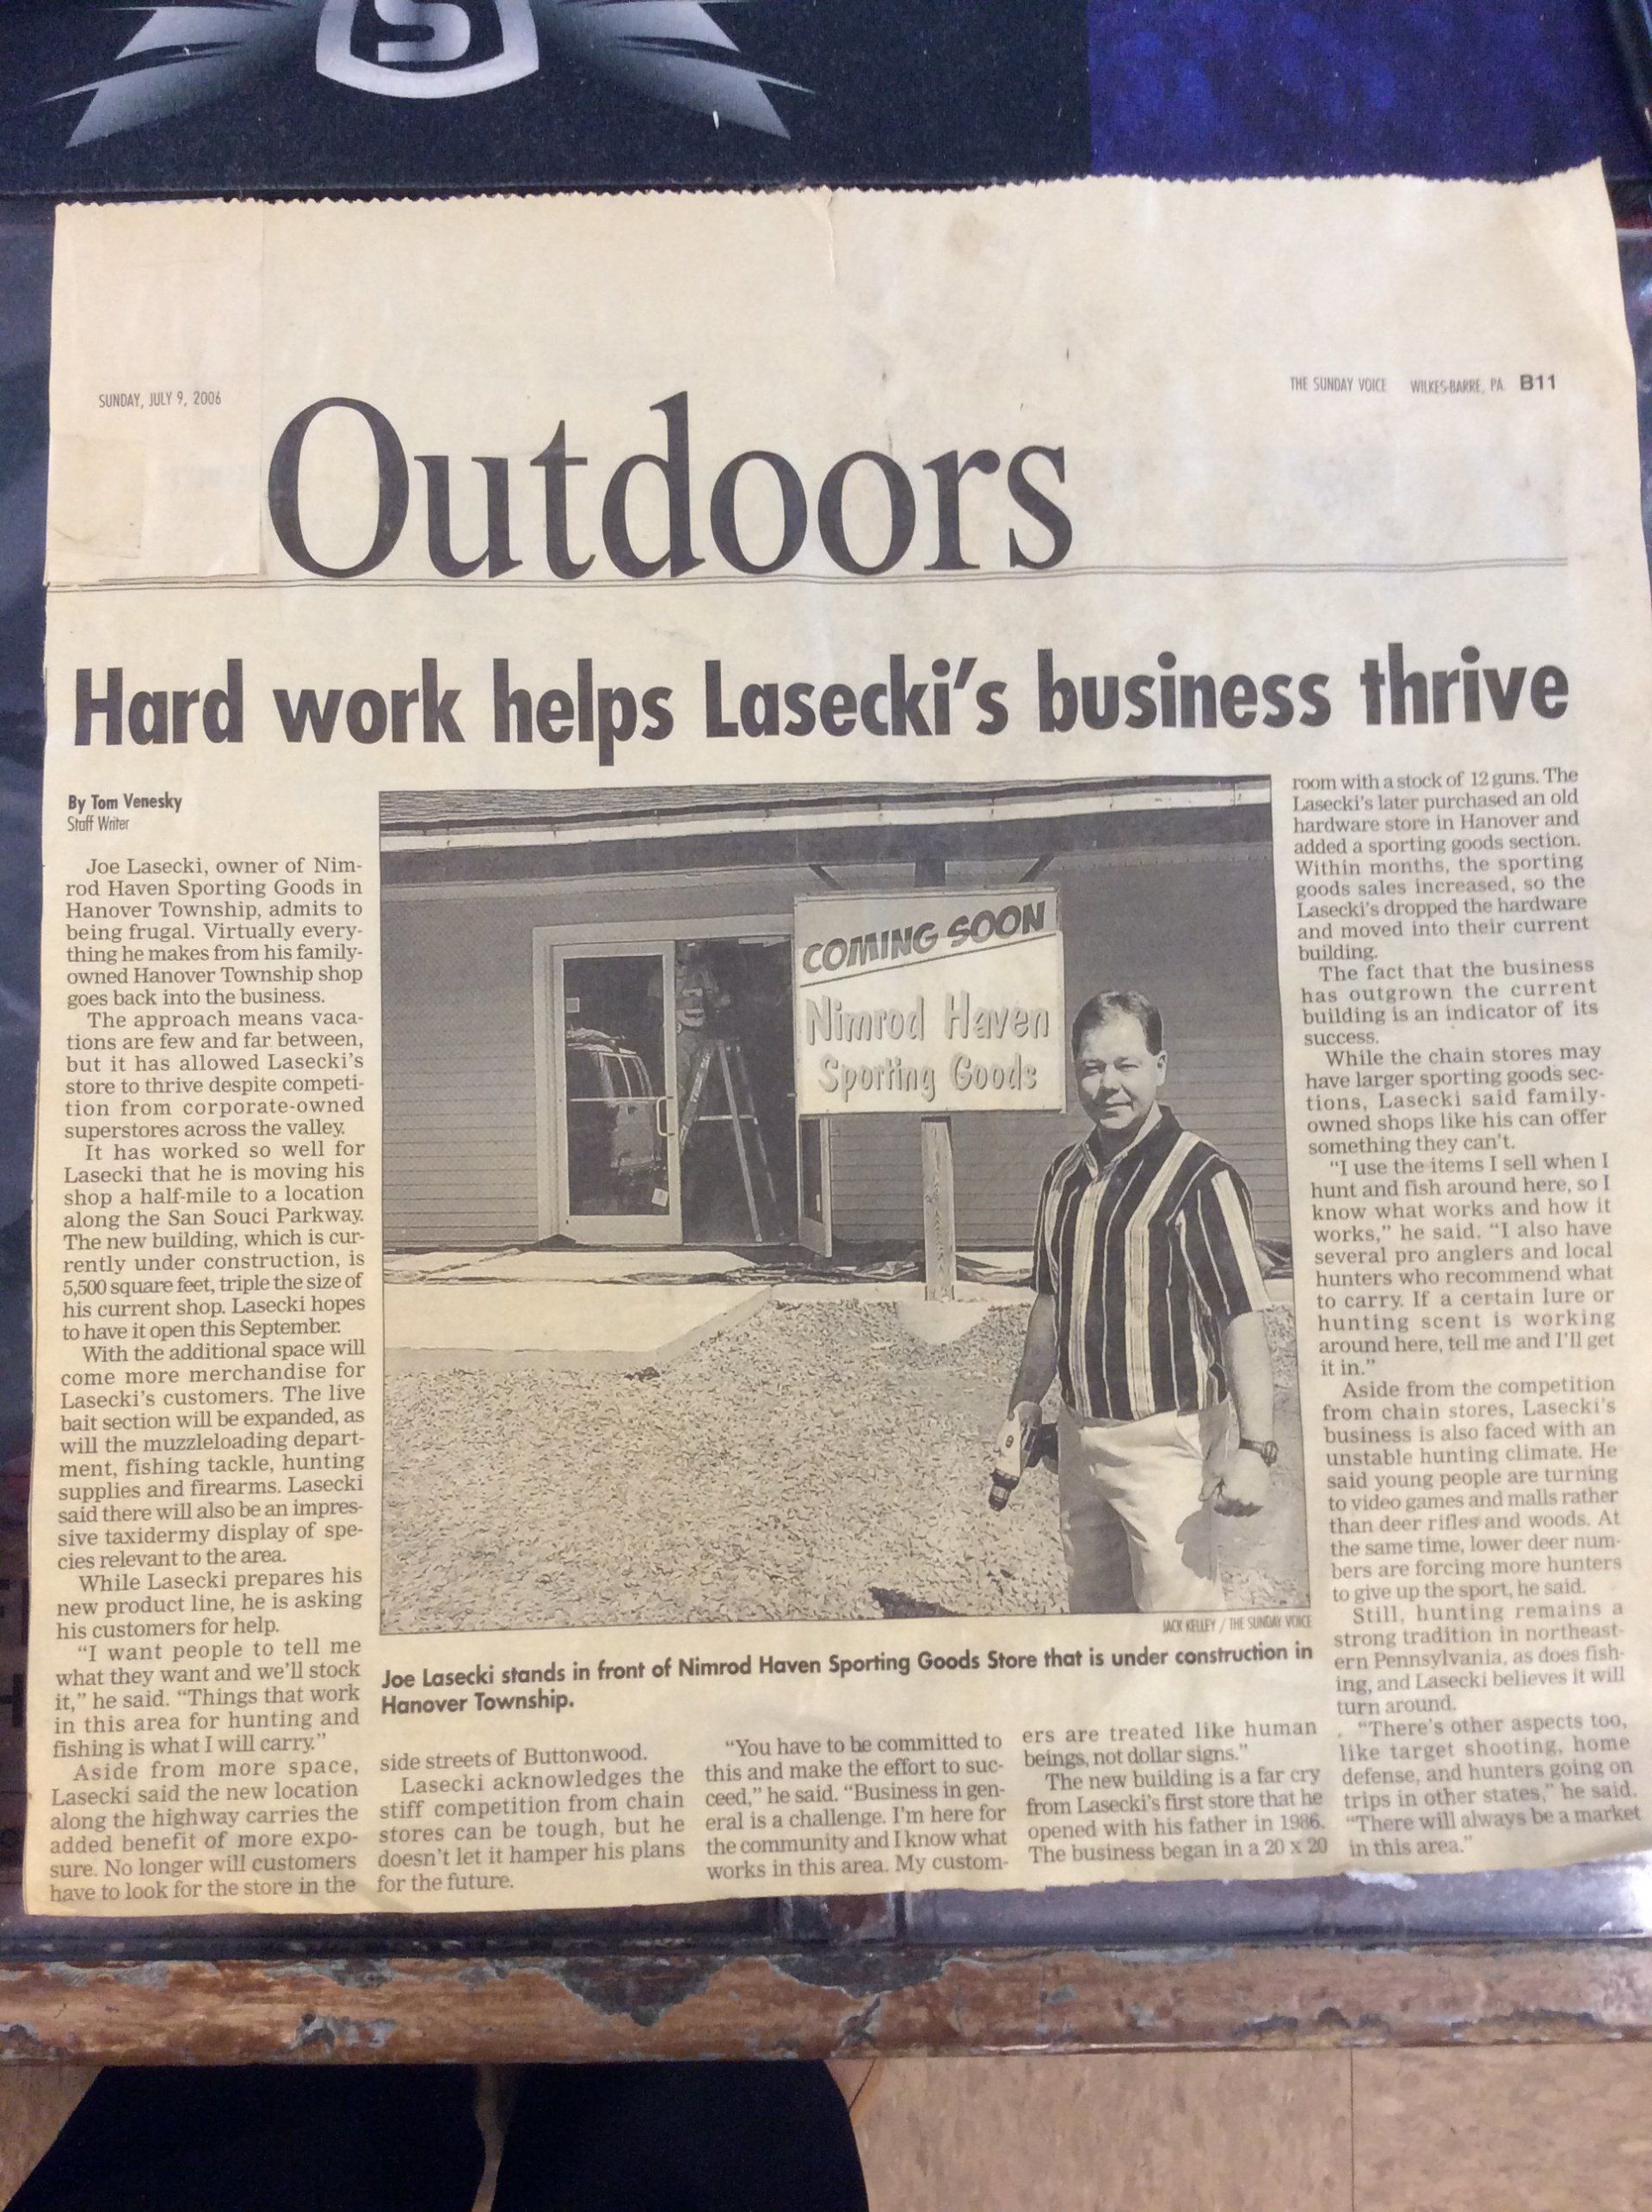 S
SUNDAY, JULY 9, 2006
THE SUNDAY VOICE WILKES-BARRE, PA. B11
Outdoors
Hard work helps Lasecki's business thrive
By Tom Venesky
Staff Writer
Joe Lasecki, owner of Nim-
rod Haven Sporting Goods in
Hanover Township, admits to
being frugal. Virtually every-
thing he makes from his family-
owned Hanover Township shop
goes back into the business.
The approach means vaca-
tions are few and far between,
but it has allowed Lasecki's
store to thrive despite competi-
tion from corporate-owned
superstores across the valley.
It has worked so well for
Lasecki that he is moving his
shop a half-mile to a location
along the San Souci Parkway.
The new building, which is cur-
rently under construction, is
5,500 square feet, triple the size of
his current shop. Lasecki hopes
to have it open this September.
With the additional space will
come more merchandise for
Lasecki's customers. The live
bait section will be expanded, as
will the muzzleloading depart-
ment, fishing tackle, hunting
supplies and firearms. Lasecki
said there will also be an impres-
sive taxidermy display of spe-
cies relevant to the area.
While Lasecki prepares his
new product line, he is asking
his customers for help.
"I want people to tell me
what they want and we'll stock
it," he said. "Things that work
in this area for hunting and
fishing is what I will carry."
Aside from more space,
Lasecki said the new location
along the highway carries the
added benefit of more expo-
sure. No longer will customers
have to look for the store in the
COMING SOON
Nimrod Haven
Sporting Goods
JACK KELLEY / THE SUNDAY VOICE
Joe Lasecki stands in front of Nimrod Haven Sporting Goods Store that is under construction in
Hanover Township.
side streets of Buttonwood.
Lasecki acknowledges the
stiff competition from chain
stores can be tough, but he
doesn't let it hamper his plans
for the future.
"You have to be committed to
this and make the effort to suc-
ceed," he said. "Business in gen-
eral is a challenge. I'm here for
the community and I know what
works in this area. My custom-
ers are treated like human
beings, not dollar signs."
The new building is a far cry
from Lasecki's first store that he
opened with his father in 1986.
The business began in a 20 x 20
room with a stock of 12 guns. The
Lasecki's later purchased an old
hardware store in Hanover and
added a sporting goods section.
Within months, the sporting
goods sales increased, so the
Lasecki's dropped the hardware
and moved into their current
building.
The fact that the business
has outgrown the current
building is an indicator of its
success.
While the chain stores may
have larger sporting goods sec-
tions, Lasecki said family-
owned shops like his can offer
something they can't.
"I use the items I sell when I
hunt and fish around here, so I
know what works and how it
works," he said. "I also have
several pro anglers and local
hunters who recommend what
to carry. If a certain lure or
hunting scent is working
around here, tell me and I'll get
it in."
Aside from the competition
from chain stores, Lasecki's
business is also faced with an
unstable hunting climate. He
said young people are turning
to video games and malls rather
than deer rifles and woods. At
the same time, lower deer num-
bers are forcing more hunters
to give up the sport, he said.
Still, hunting remains a
strong tradition in northeast-
ern Pennsylvania, as does fish-
ing, and Lasecki believes it will
turn around.
"There's other aspects too,
like target shooting, home
defense, and hunters going on
trips in other states," he said.
"There will always be a market
in this area."